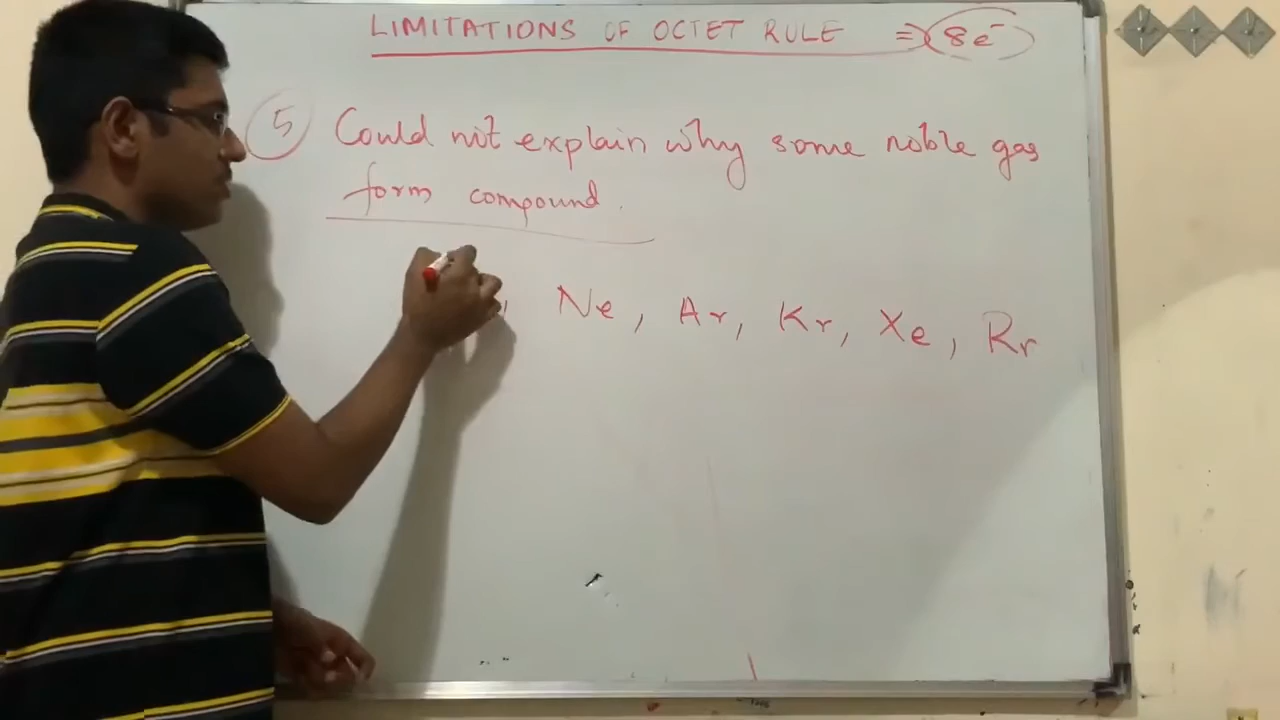 LIMITATIONS OF OCTET RULE ⇒ 8e⁻
5 Could not explain why some noble gas
form compound.
, Ne, Ar, Kr, Xe, Rr